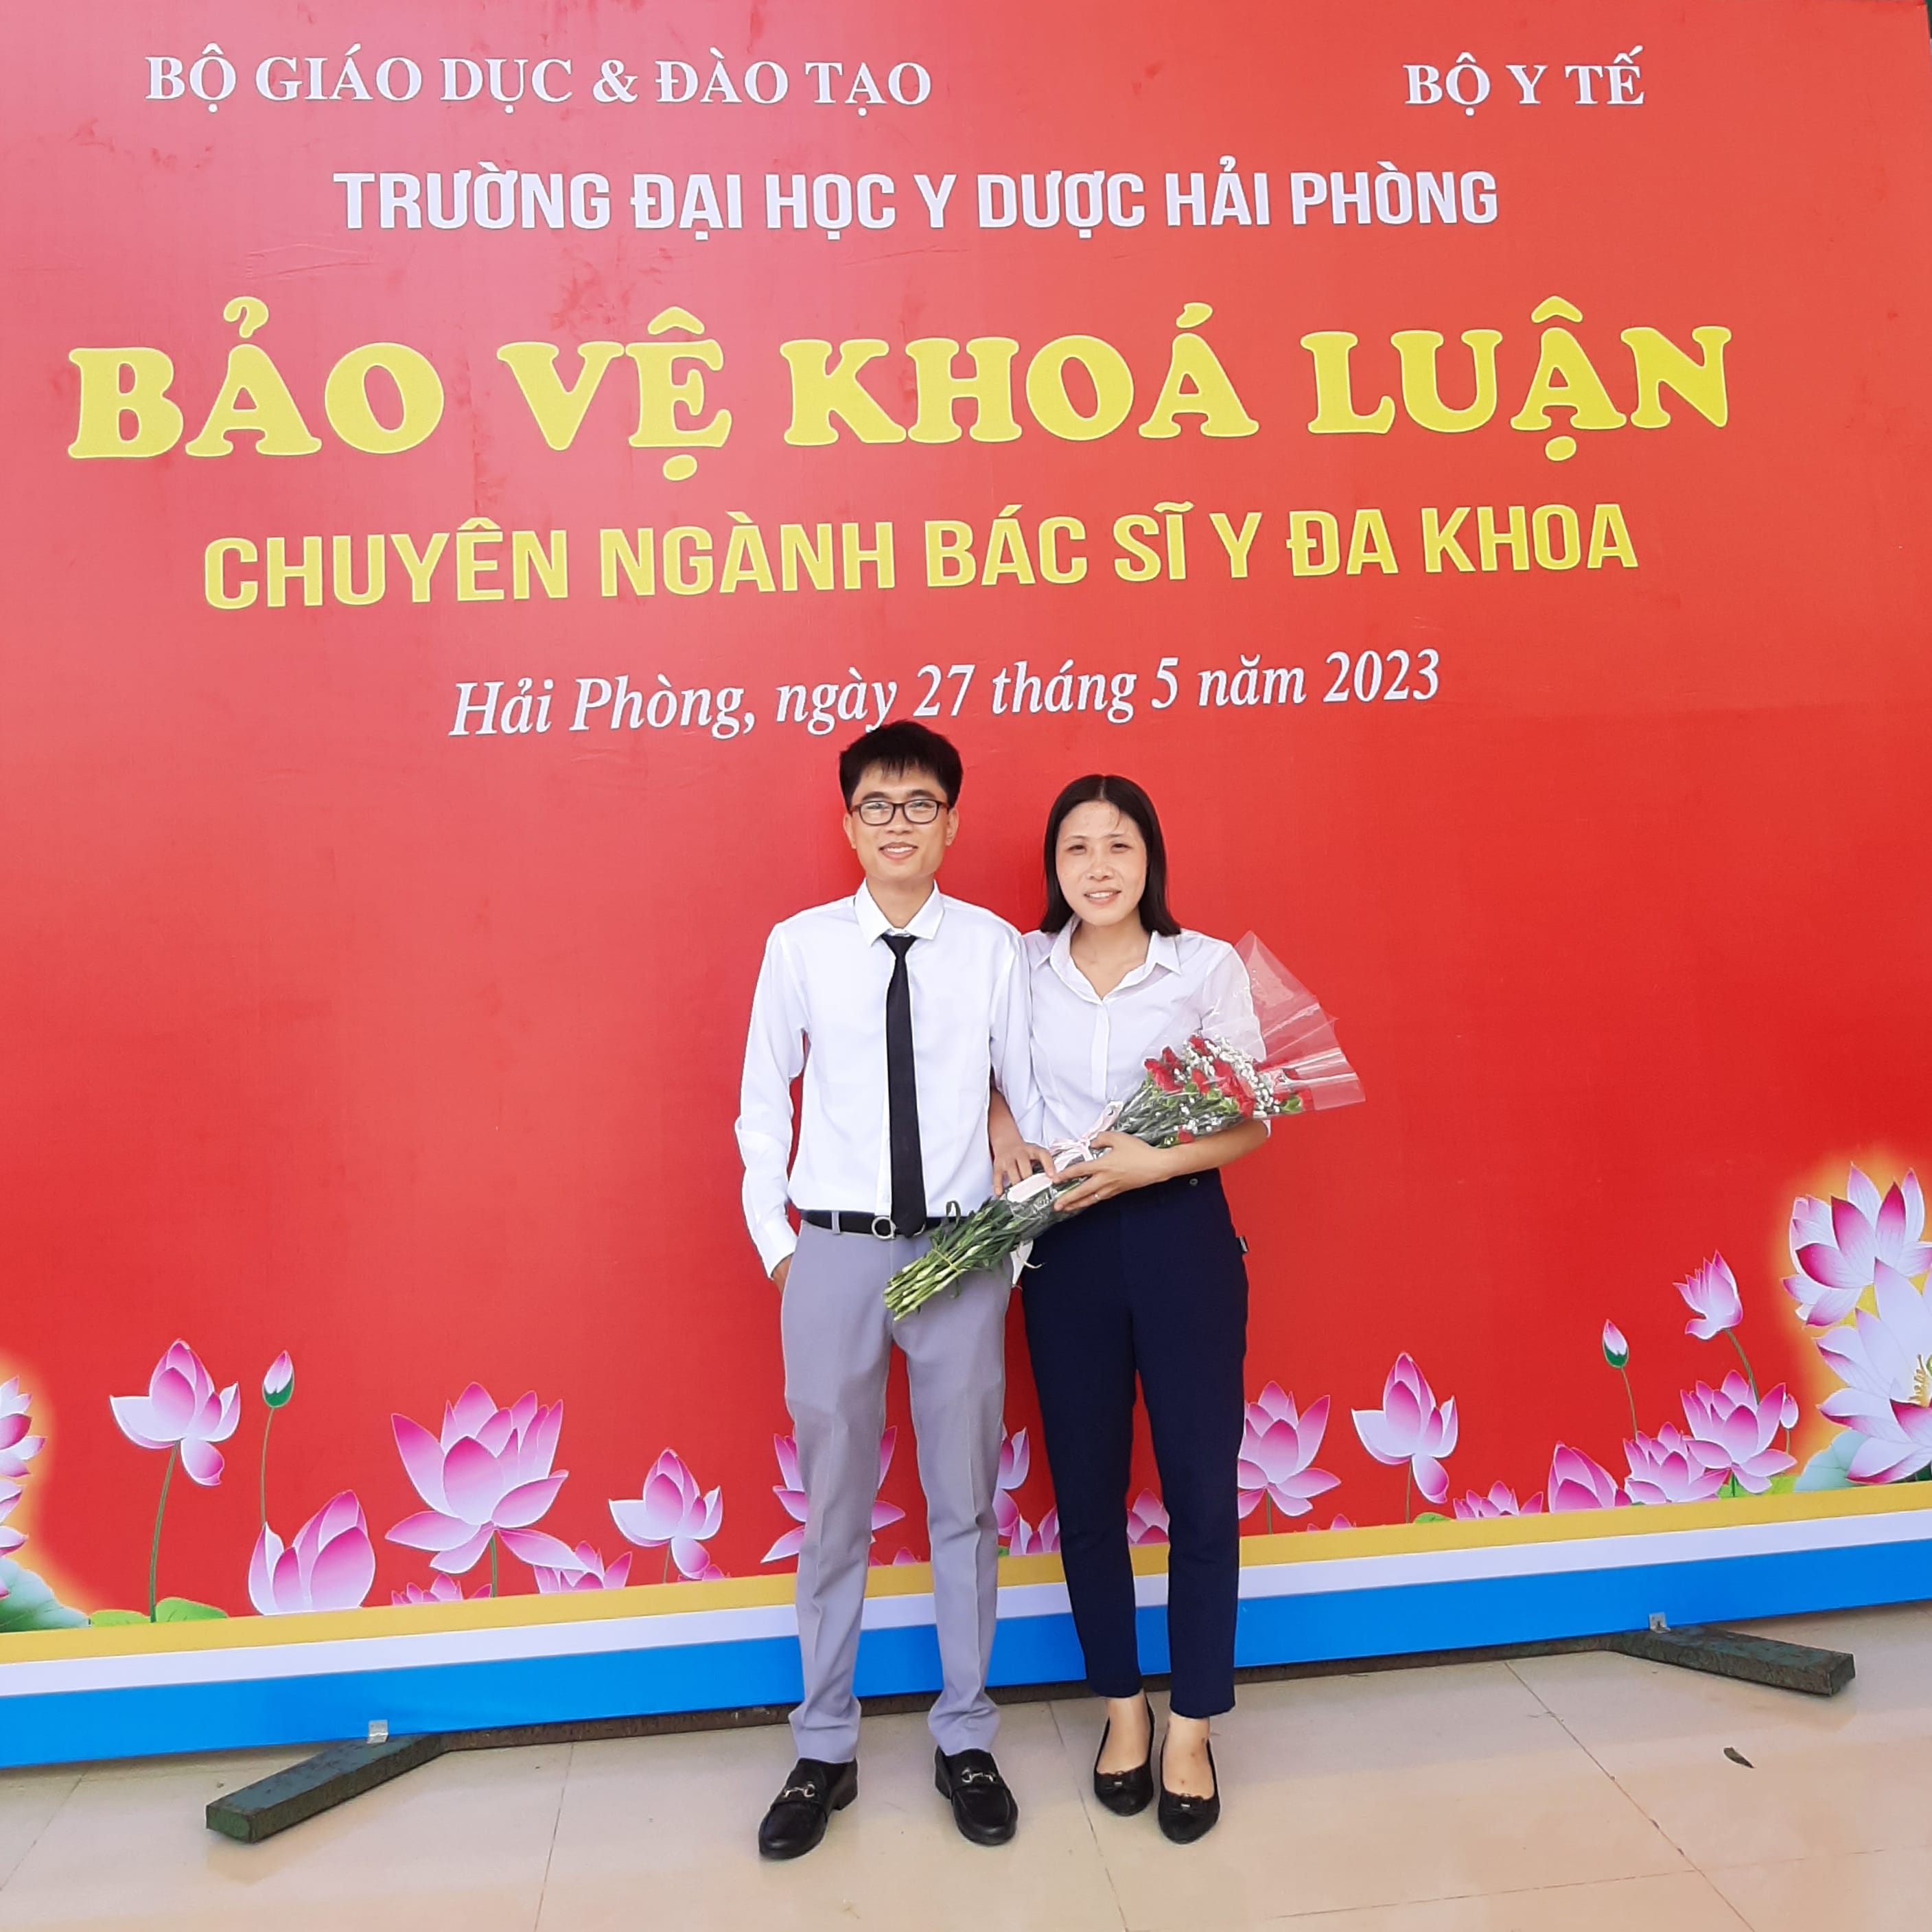 BỘ GIÁO DỤC & ĐÀO TẠO
BỘ Y TẾ
TRƯỜNG ĐẠI HỌC Y DƯỢC HẢI PHÒNG
BẢO VỆ KHOÁ LUẬN
CHUYÊN NGÀNH BÁC SĨ Y ĐA KHOA
Hải Phòng, ngày 27 tháng 5 năm 2023